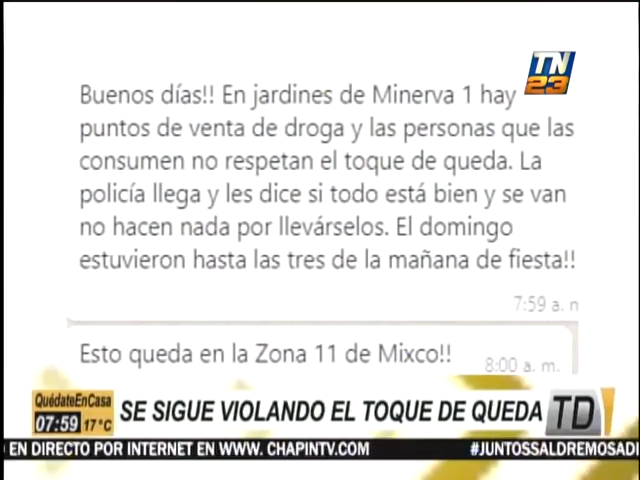 TN
23
Buenos días!! En jardines de Minerva 1 hay
puntos de venta de droga y las personas que las
consumen no respetan el toque de queda. La
policía llega y les dice si todo está bien y se van
no hacen nada por llevárselos. El domingo
estuvieron hasta las tres de la mañana de fiesta!!
7:59 a. n
Esto queda en la Zona 11 de Mixco!!
8:00 a. m.
QuédateEnCasa
07:59 17°C
SE SIGUE VIOLANDO EL TOQUE DE QUEDA
TD
EN DIRECTO POR INTERNET EN WWW. CHAPINTV.COM #JUNTOSSALDREMOSAD